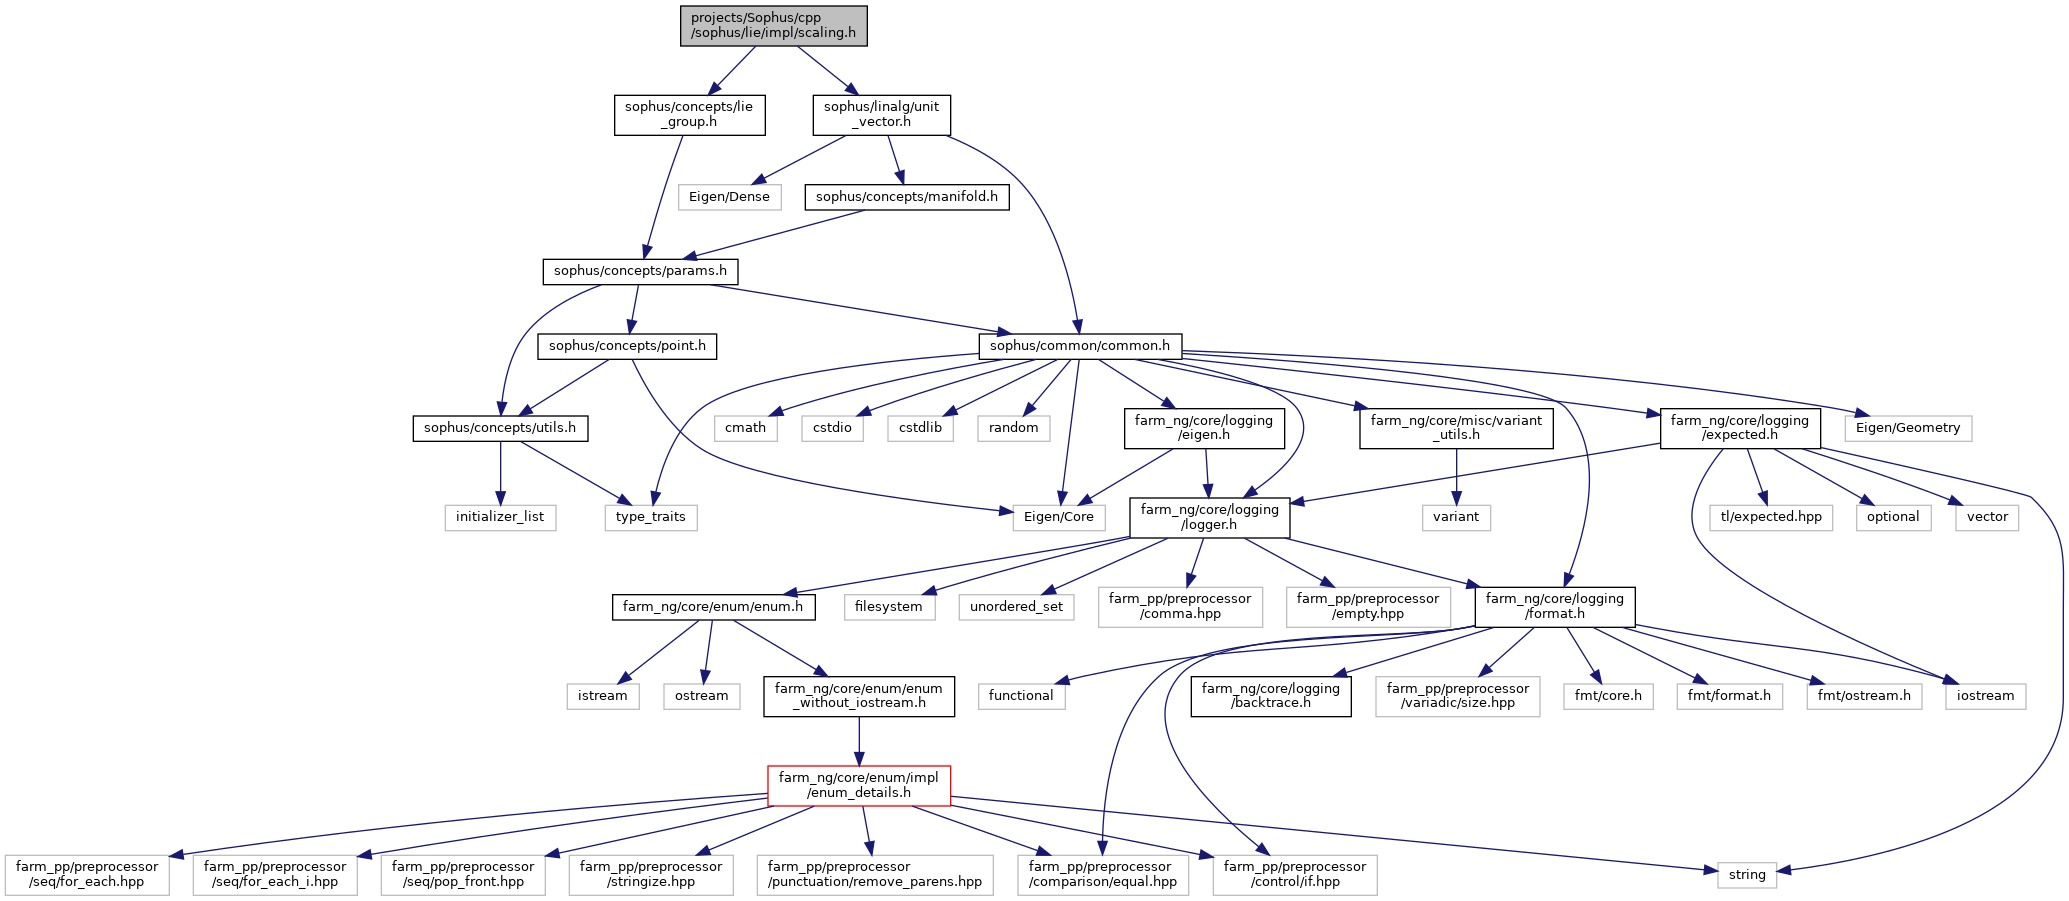 projects/Sophus/cpp
/sophus/lie/impl/scaling.h
sophus/concepts/lie
_group.h
sophus/linalg/unit
_vector.h
Eigen/Dense
sophus/concepts/manifold.h
sophus/concepts/params.h
sophus/concepts/point.h
sophus/common/common.h
sophus/concepts/utils.h
cmath
cstdio
cstdlib
random
farm_ng/core/logging
/eigen.h
farm_ng/core/misc/variant
_utils.h
farm_ng/core/logging
/expected.h
Eigen/Geometry
initializer_list
type_traits
Eigen/Core
farm_ng/core/logging
/logger.h
variant
tl/expected.hpp
optional
vector
farm_ng/core/enum/enum.h
filesystem
unordered_set
farm_pp/preprocessor
/comma.hpp
farm_pp/preprocessor
/empty.hpp
farm_ng/core/logging
/format.h
istream
ostream
farm_ng/core/enum/enum
_without_iostream.h
functional
farm_ng/core/logging
/backtrace.h
farm_pp/preprocessor
/variadic/size.hpp
fmt/core.h
fmt/format.h
fmt/ostream.h
iostream
farm_ng/core/enum/impl
/enum_details.h
farm_pp/preprocessor
/seq/for_each.hpp
farm_pp/preprocessor
/seq/for_each_i.hpp
farm_pp/preprocessor
/seq/pop_front.hpp
farm_pp/preprocessor
/stringize.hpp
farm_pp/preprocessor
/punctuation/remove_parens.hpp
farm_pp/preprocessor
/comparison/equal.hpp
farm_pp/preprocessor
/control/if.hpp
string